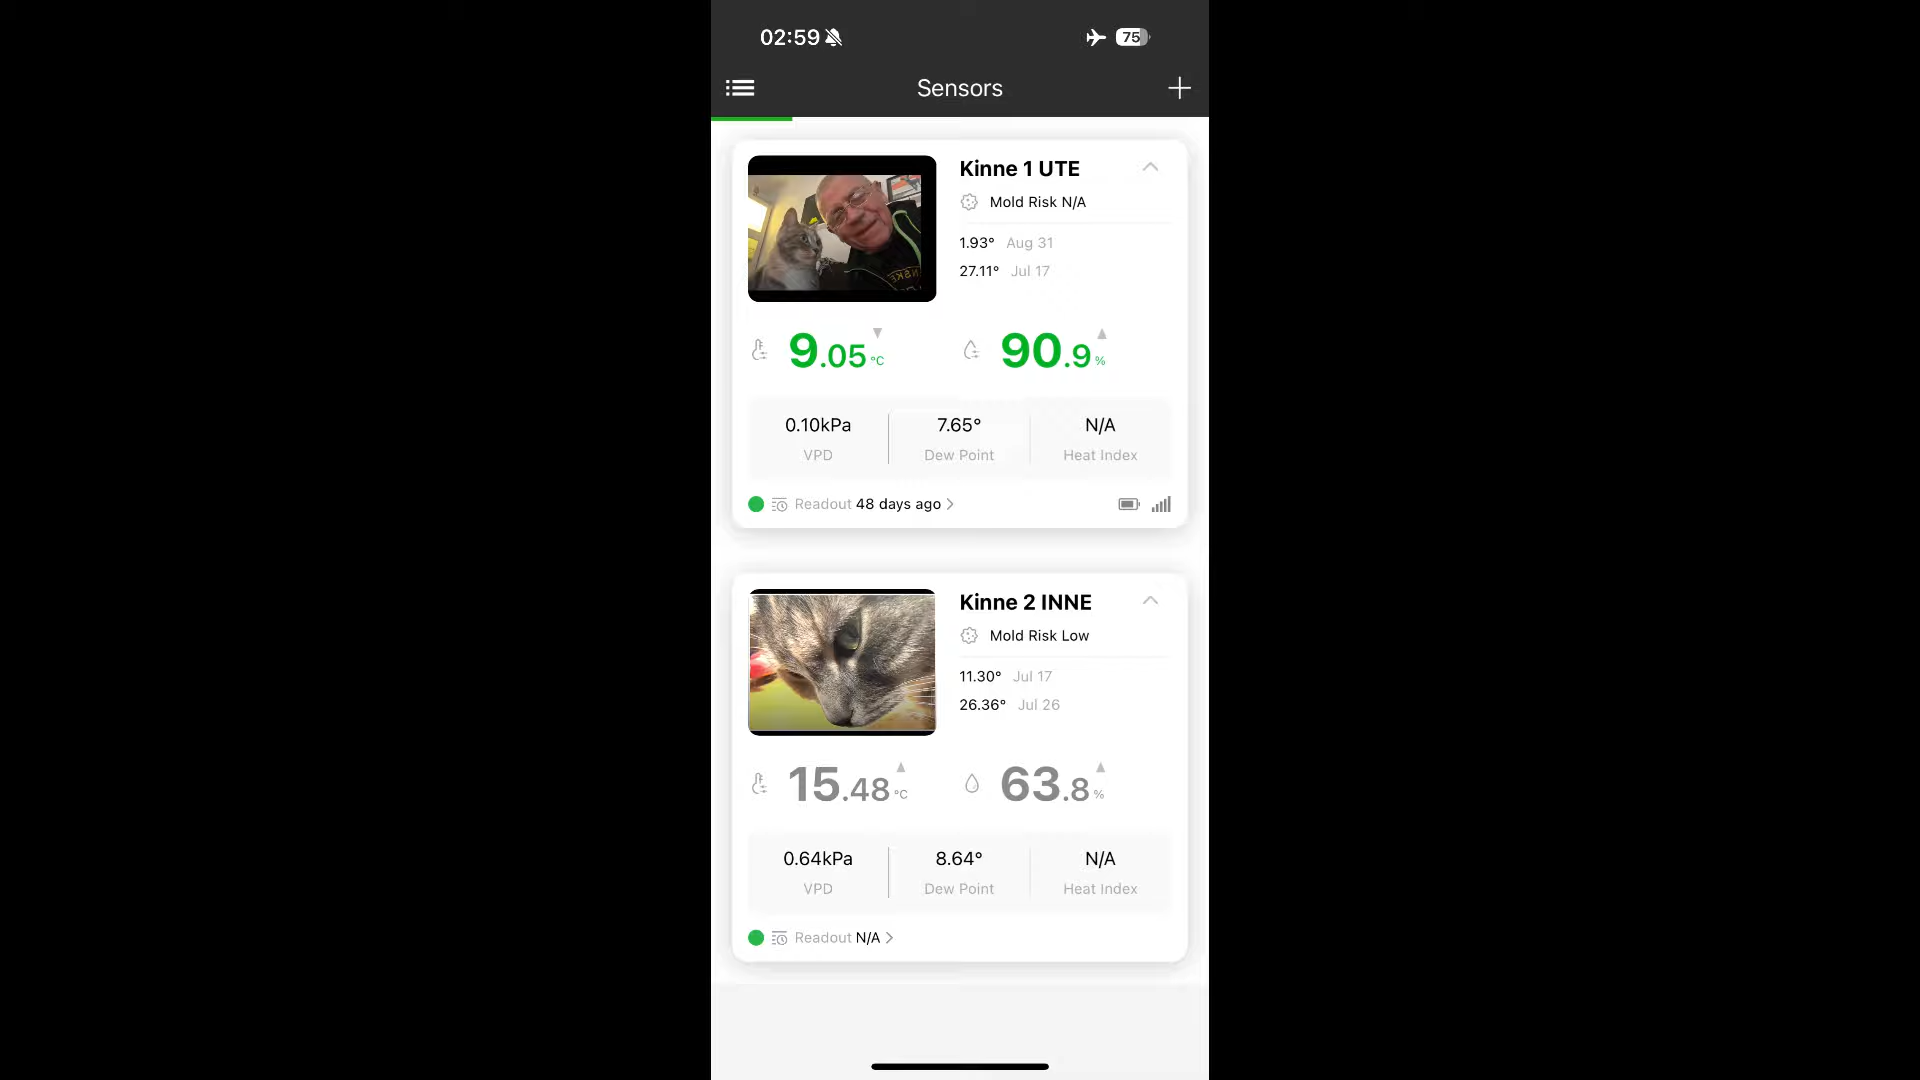 02:59
75
Sensors
Kinne 1 UTE
Mold Risk N/A
1.93° Aug 31
27.11° Jul 17
9.05 °C 90.9 %
0.10kPa 7.65° N/A
VPD Dew Point Heat Index
Readout 48 days ago
Kinne 2 INNE
Mold Risk Low
11.30° Jul 17
26.36° Jul 26
15.48 °C 63.8 %
0.64kPa 8.64° N/A
VPD Dew Point Heat Index
Readout N/A